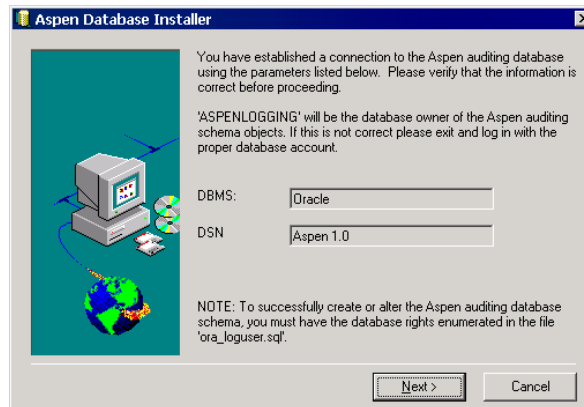 Aspen Database Installer
You have established a connection to the Aspen auditing database
using the parameters listed below. Please verify that the information is
correct before proceeding.
'ASPENLOGGING' will be the database owner of the Aspen auditing
schema objects. If this is not correct please exit and log in with the
proper database account.
DBMS:
Oracle
DSN
Aspen 1.0
NOTE: To successfully create or alter the Aspen auditing database
schema, you must have the database rights enumerated in the file
'ora_loguser.sql'.
Next >
Cancel